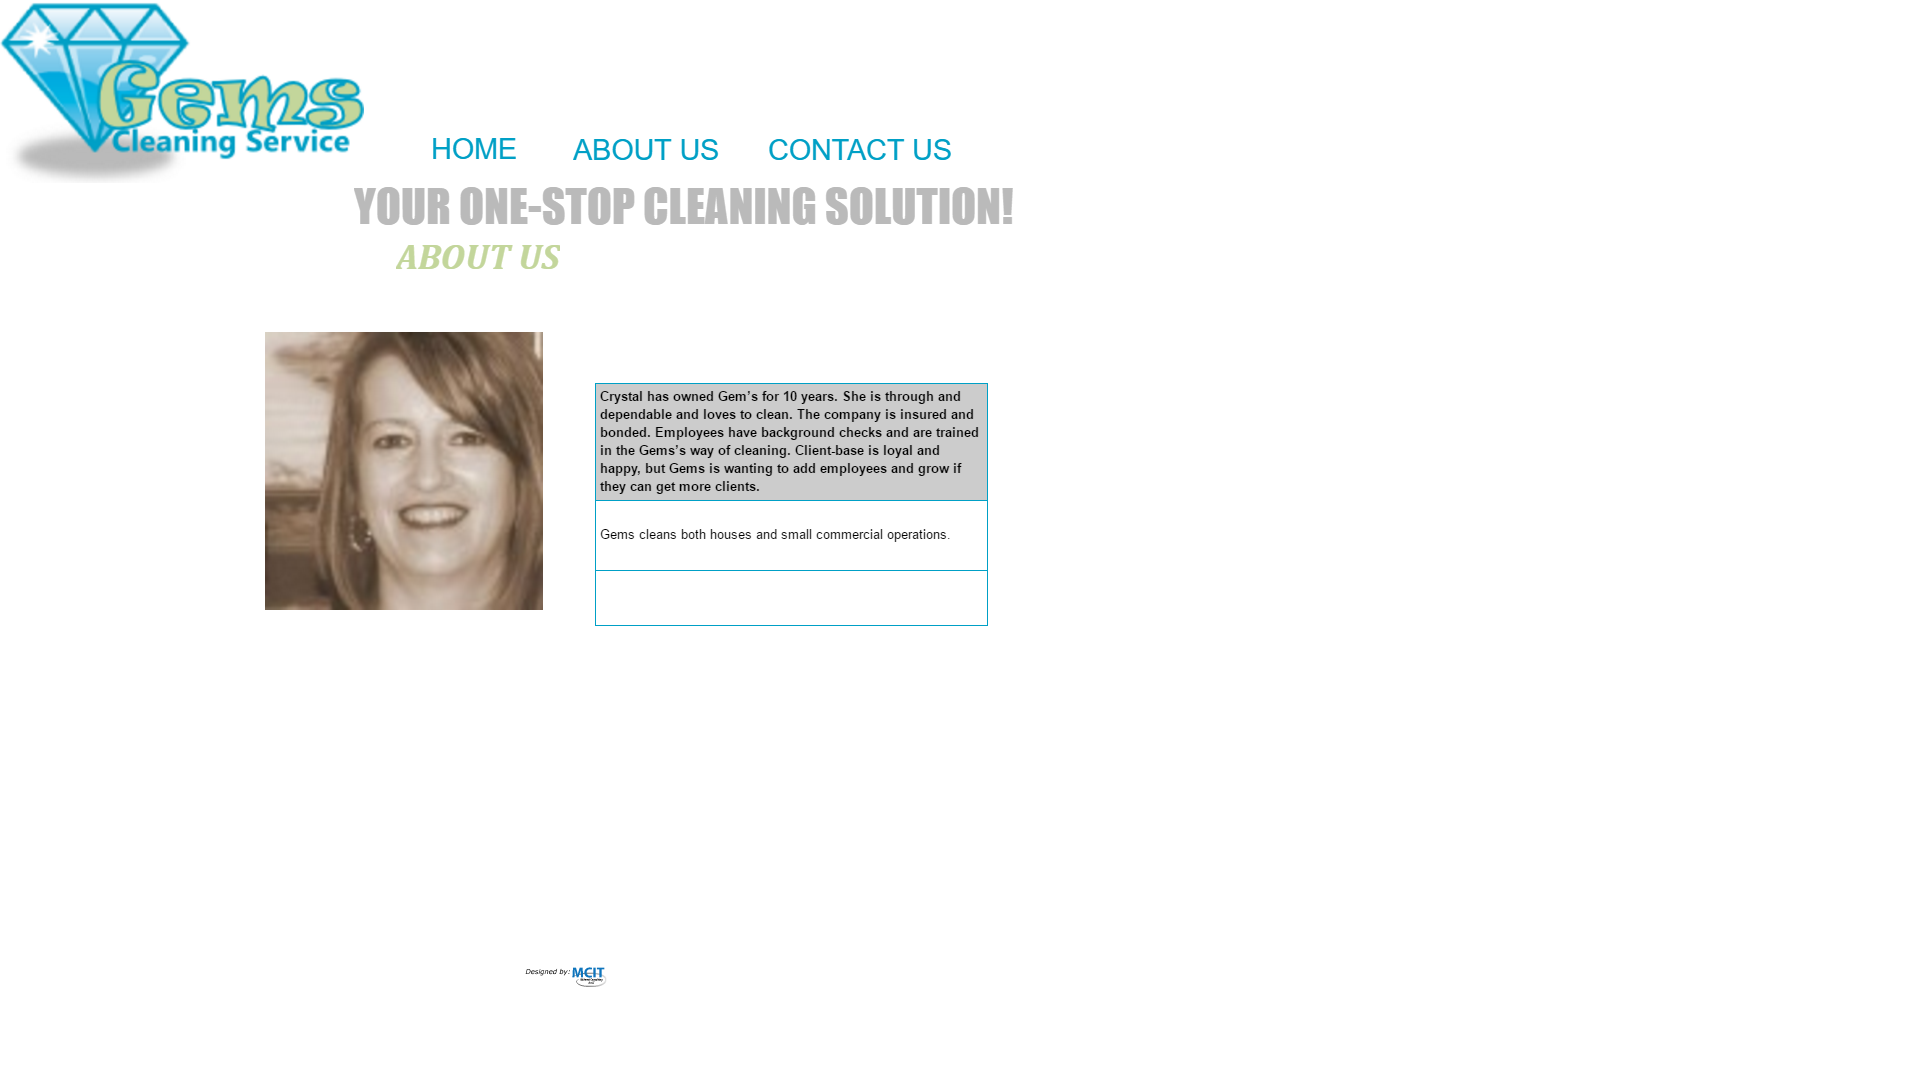 Gems
Cleaning Service
HOME
ABOUT US
CONTACT US
YOUR ONE-STOP CLEANING SOLUTION!
ABOUT US
Crystal has owned Gem’s for 10 years. She is through and
dependable and loves to clean. The company is insured and
bonded. Employees have background checks and are trained
in the Gems’s way of cleaning. Client-base is loyal and
happy, but Gems is wanting to add employees and grow if
they can get more clients.
Gems cleans both houses and small commercial operations.
Designed by: MCIT